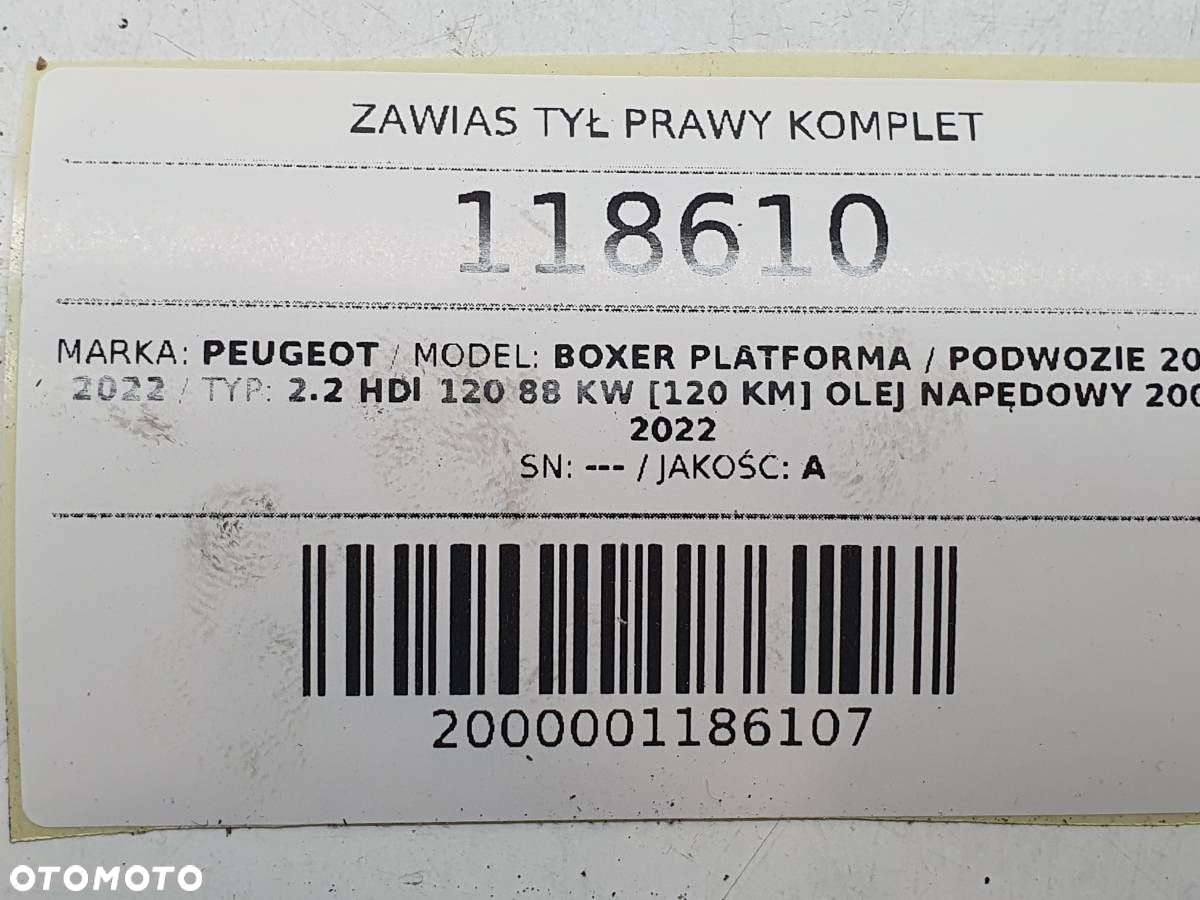 ZAWIAS TYŁ PRAWY KOMPLET
118610
MARKA: PEUGEOT / MODEL: BOXER PLATFORMA / PODWOZIE 20
2022 / TYP: 2.2 HDI 120 88 KW [120 KM] OLEJ NAPĘDOWY 200
2022
SN: --- / JAKOŚĆ: A
2000001186107
OTOMOTO